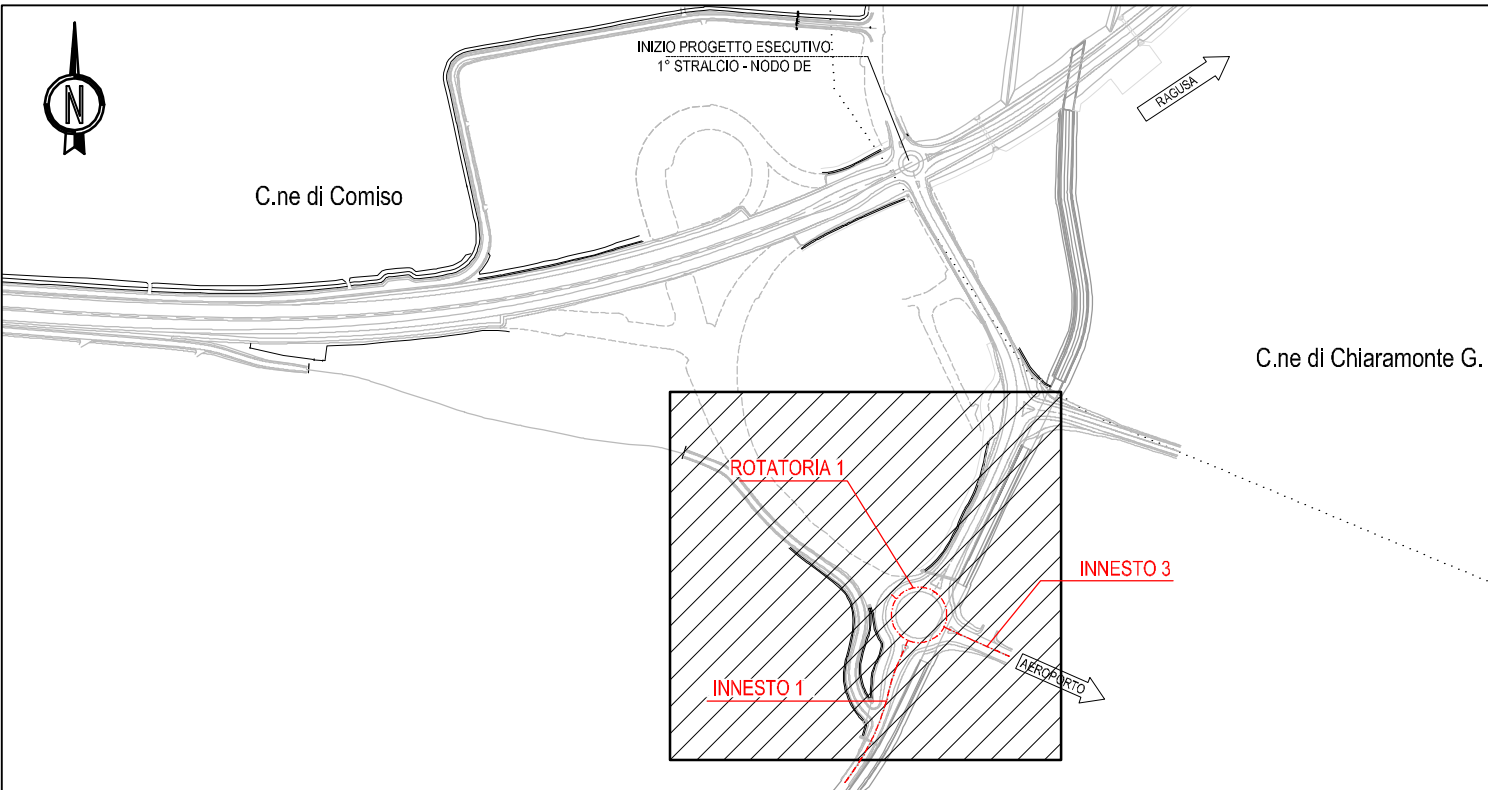 INIZIO PROGETTO ESECUTIVO
1° STRALCIO - NODO DE
N
RAGUSA
C.ne di Comiso
C.ne di Chiaramonte G.
ROTATORIA 1
INNESTO 3
AEROPORTO
INNESTO 1